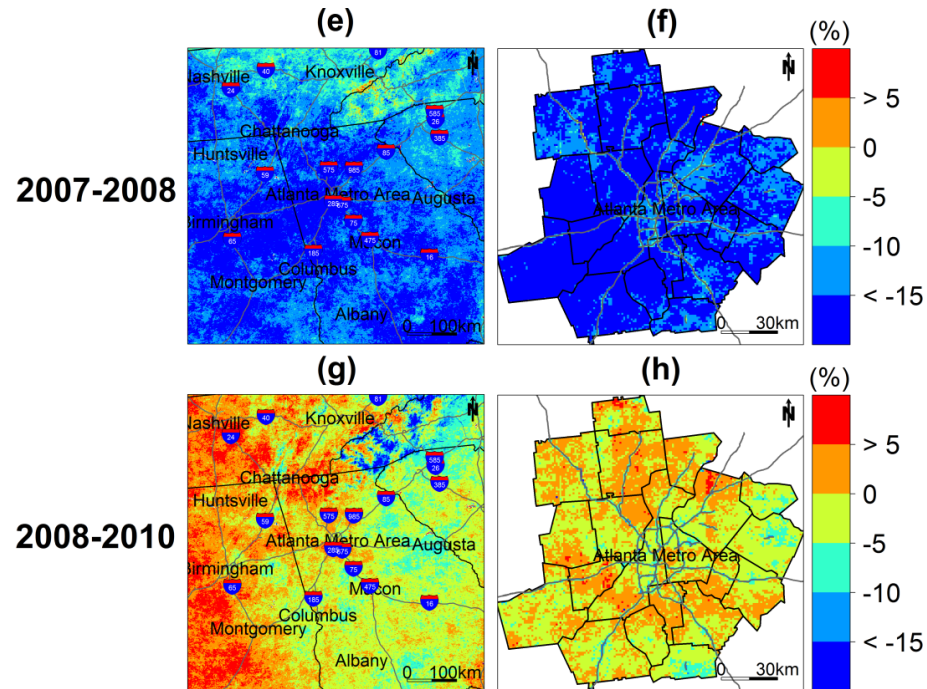 (e)
(f)
(%)
2007-2008
81
40
Nashville
Knoxville
24
585
26
385
Chattanooga
85
Huntsville
59
575
985
Atlanta Metro Area
285
675
Augusta
75
Birmingham
65
475
Macon
185
16
Columbus
Montgomery
Albany
0 100km
N
Atlanta Metro Area
0 30km
N
> 5
0
-5
-10
< -15
(g)
(h)
(%)
2008-2010
81
40
Nashville
Knoxville
24
585
26
385
Chattanooga
85
Huntsville
59
575
985
Atlanta Metro Area
285
675
Augusta
75
Birmingham
65
475
Macon
185
16
Columbus
Montgomery
Albany
0 100km
N
Atlanta Metro Area
0 30km
N
> 5
0
-5
-10
< -15